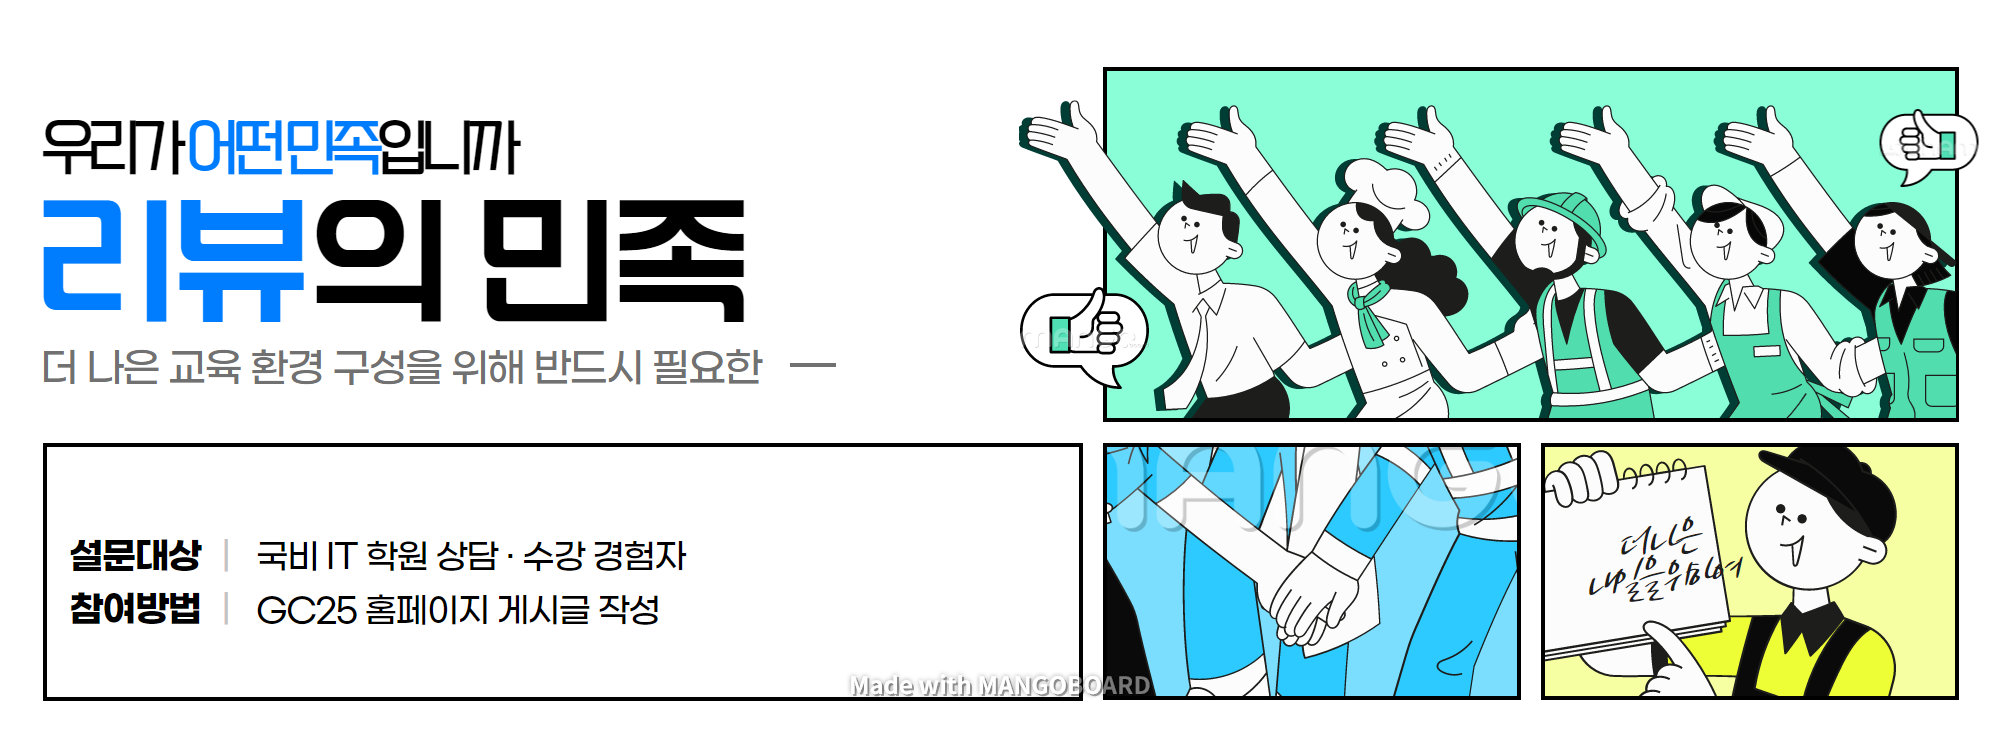 우리가 어떤 민족입니까
리뷰의 민족
더 나은 교육 환경 구성을 위해 반드시 필요한 —
설문대상 | 국비 IT 학원 상담 · 수강 경험자
참여방법 | GC25 홈페이지 게시글 작성
더 나은
내일을 위하여
Made with MANGOBOARD